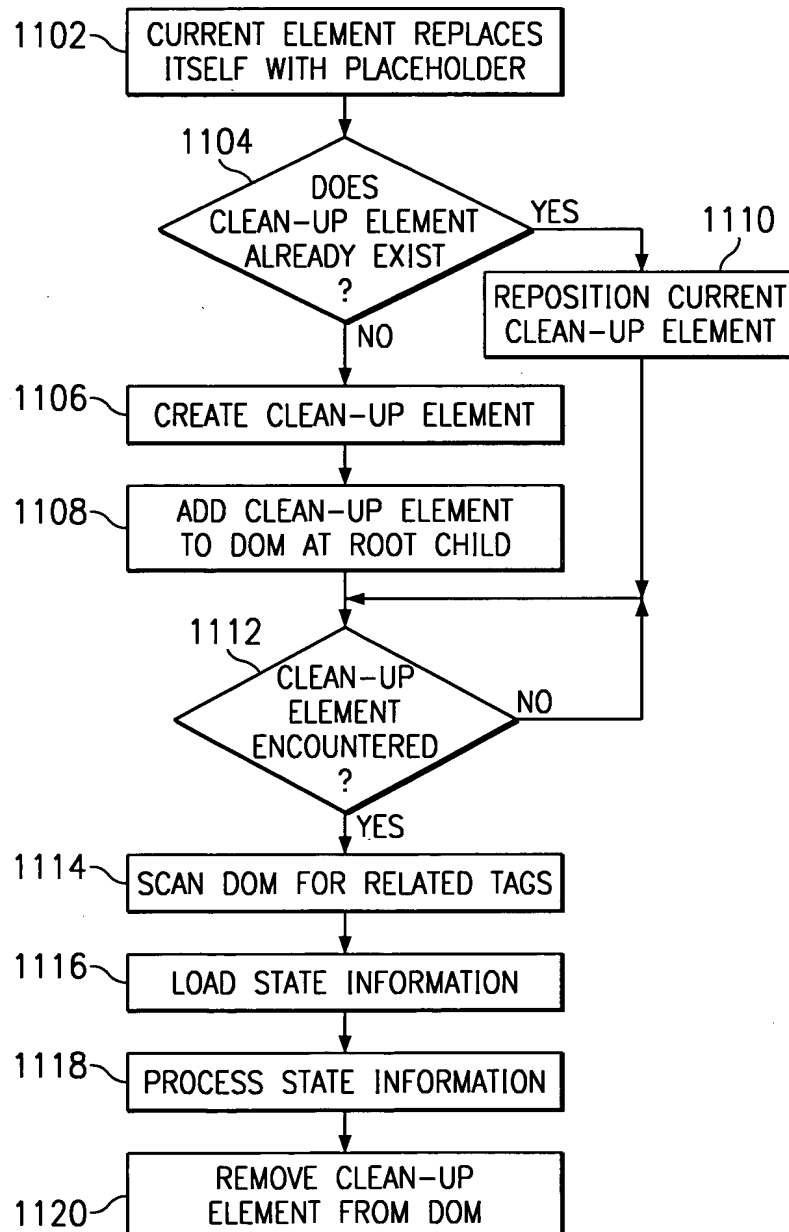 1102
CURRENT ELEMENT REPLACES
ITSELF WITH PLACEHOLDER
1104
DOES
CLEAN-UP ELEMENT
ALREADY EXIST
?
YES
NO
1110
REPOSITION CURRENT
CLEAN-UP ELEMENT
1106
CREATE CLEAN-UP ELEMENT
1108
ADD CLEAN-UP ELEMENT
TO DOM AT ROOT CHILD
1112
CLEAN-UP
ELEMENT
ENCOUNTERED
?
NO
YES
1114
SCAN DOM FOR RELATED TAGS
1116
LOAD STATE INFORMATION
1118
PROCESS STATE INFORMATION
1120
REMOVE CLEAN-UP
ELEMENT FROM DOM